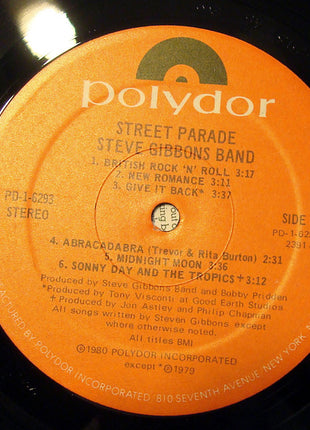 polydor
STREET PARADE
STEVE GIBBONS BAND
1. BRITISH ROCK 'N' ROLL 3:17
2. NEW ROMANCE 3:11
3. GIVE IT BACK* 3:37
PD-1-6293
STEREO
SIDE
PD-1-62
2391
4. ABRACADABRA (Trevor & Rita Burton) 2:31
5. MIDNIGHT MOON 3:36
6. SONNY DAY AND THE TROPICS + 3:12
Produced by Steve Gibbons Band and Bobby Pridden
*Produced by Tony Visconti at Good Earth Studios
+ Produced by Jon Astley and Philip Chapman
All songs written by Steven Gibbons except
where otherwise noted.
All titles BMI
©1980 POLYDOR INCORPORATED
except *©1979
BY POLYDOR INCORPORATED/810 SEVENTH AVENUE, NEW YORK, N